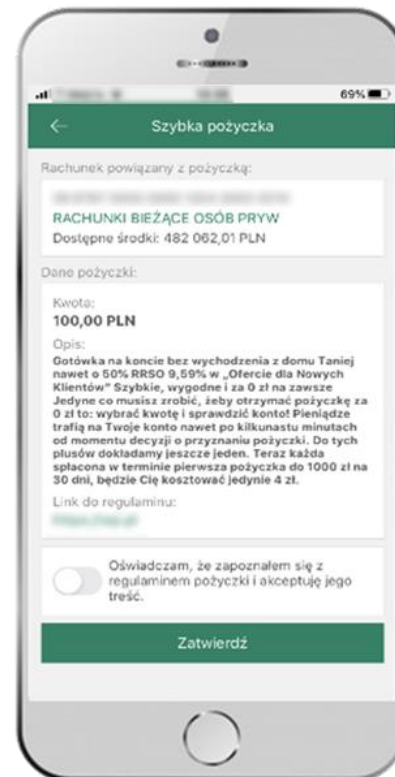 69%
Szybka pożyczka
Rachunek powiązany z pożyczką:
RACHUNKI BIEŻĄCE OSÓB PRYW
Dostępne środki: 482 062,01 PLN
Dane pożyczki:
Kwota:
100,00 PLN
Opis:
Gotówka na koncie bez wychodzenia z domu Taniej
nawet o 50% RRSO 9,59% w „Ofercie dla Nowych
Klientów” Szybkie, wygodne i za 0 zł na zawsze
Jedyne co musisz zrobić, żeby otrzymać pożyczkę za
0 zł to: wybrać kwotę i sprawdzić konto! Pieniądze
trafią na Twoje konto nawet po kilkunastu minutach
od momentu decyzji o przyznaniu pożyczki. Do tych
plusów dokładamy jeszcze jeden. Teraz każda
spłacona w terminie pierwsza pożyczka do 1000 zł na
30 dni, będzie Cię kosztować jedynie 4 zł.
Link do regulaminu:
Oświadczam, że zapoznałem się z
regulaminem pożyczki i akceptuję jego
treść.
Zatwierdź